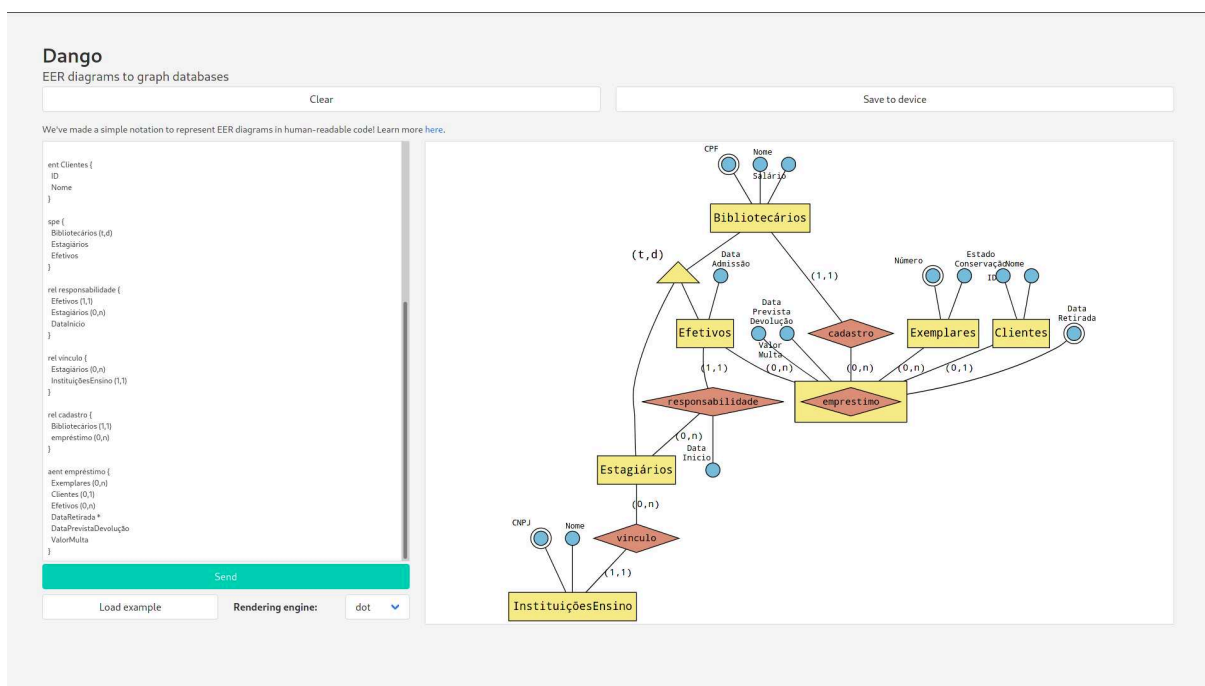 Dango
EER diagrams to graph databases
Clear
Save to device
We've made a simple notation to represent EER diagrams in human-readable code! Learn more here.
ent Clientes {
ID
Nome
}
spe {
Bibliotecários (t,d)
Estagiários
Efetivos
}
rel responsabilidade {
Efetivos (1,1)
Estagiários (0,n)
DataInicio
}
rel vinculo {
Estagiários (0,n)
InstituiçõesEnsino (1,1)
}
rel cadastro {
Bibliotecários (1,1)
empréstimo (0,n)
}
aent empréstimo {
Exemplares (0,n)
Clientes (0,1)
Efetivos (0,n)
DataRetirada *
DataPrevistaDevolução
ValorMulta
}
Send
Load example
Rendering engine:
dot
CPF
Nome
Salário
Bibliotecários
(t,d)
Data
Admissão
(1,1)
Número
Estado
Conservação
Nome
ID
Data
Prevista
Devolução
Data
Retirada
Efetivos
cadastro
Exemplares
Clientes
Valor
Multa
(1,1)
(0,n)
(0,n)
(0,n)
(0,1)
responsabilidade
emprestimo
(0,n)
Data
Inicio
Estagiários
(0,n)
CNPJ
Nome
vinculo
(1,1)
InstituiçõesEnsino